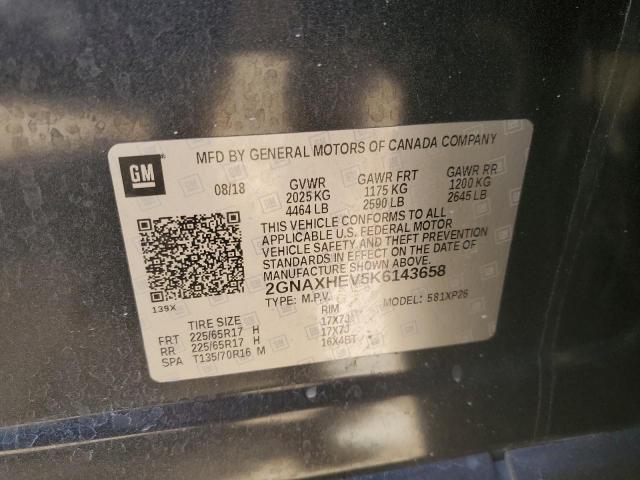 GM
MFD BY GENERAL MOTORS OF CANADA COMPANY
08/18 GVWR GAWR FRT GAWR RR
2025 KG 1175 KG 1200 KG
4464 LB 2590 LB 2645 LB
THIS VEHICLE CONFORMS TO ALL
APPLICABLE U.S. FEDERAL MOTOR
VEHICLE SAFETY AND THEFT PREVENTION
STANDARDS IN EFFECT ON THE DATE OF
MANUFACTURE SHOWN ABOVE.
2GNAXHEV5K6143658
139X TYPE: M.P.V. MODEL: 581XP26
TIRE SIZE RIM
FRT 225/65R17 H 17X7J
RR 225/65R17 H 17X7J
SPA T135/70R16 M 16X4BT